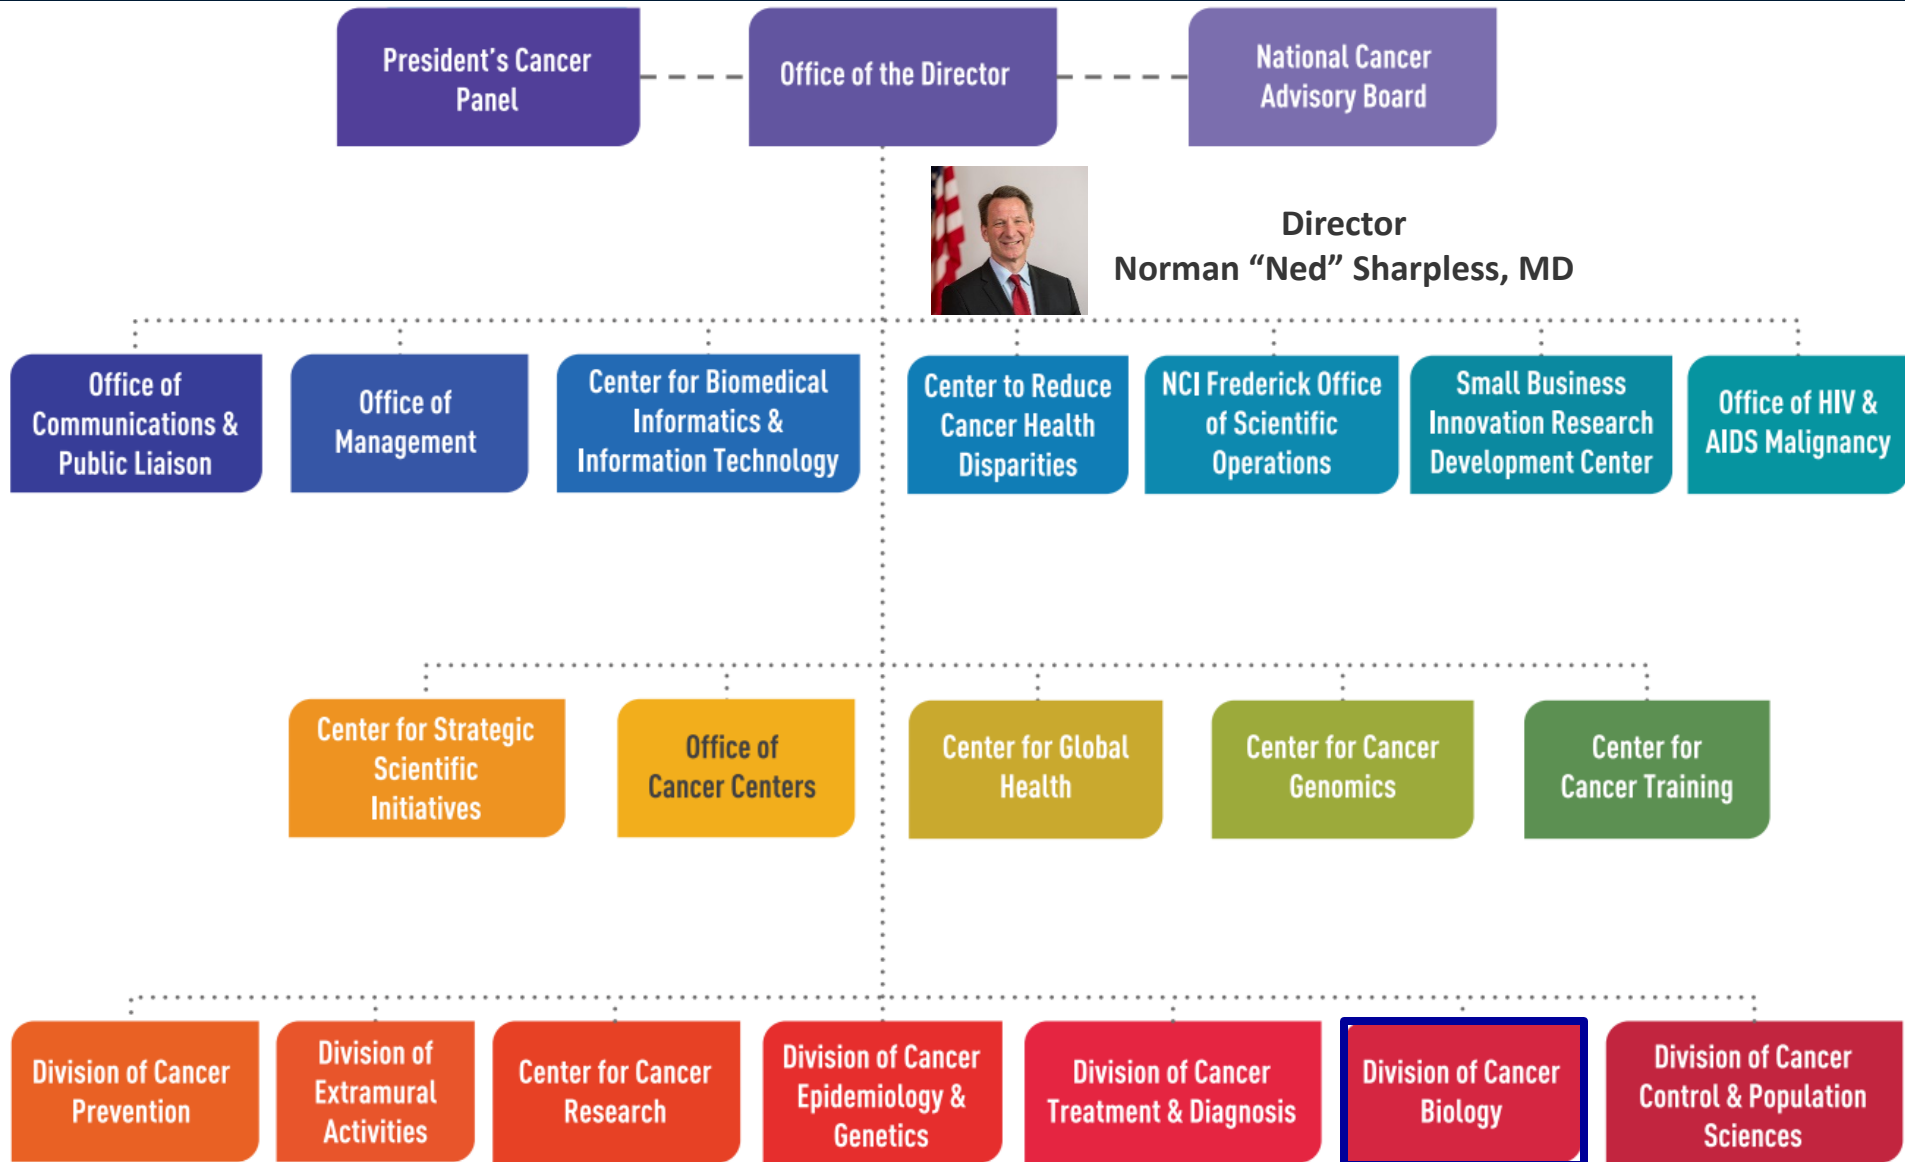 President's Cancer
Panel
Office of the Director
National Cancer
Advisory Board
Director
Norman “Ned” Sharpless, MD
Office of
Communications &
Public Liaison
Office of
Management
Center for Biomedical
Informatics &
Information Technology
Center to Reduce
Cancer Health
Disparities
NCI Frederick Office
of Scientific
Operations
Small Business
Innovation Research
Development Center
Office of HIV &
AIDS Malignancy
Center for Strategic
Scientific
Initiatives
Office of
Cancer Centers
Center for Global
Health
Center for Cancer
Genomics
Center for
Cancer Training
Division of Cancer
Prevention
Division of
Extramural
Activities
Center for Cancer
Research
Division of Cancer
Epidemiology &
Genetics
Division of Cancer
Treatment & Diagnosis
Division of Cancer
Biology
Division of Cancer
Control & Population
Sciences